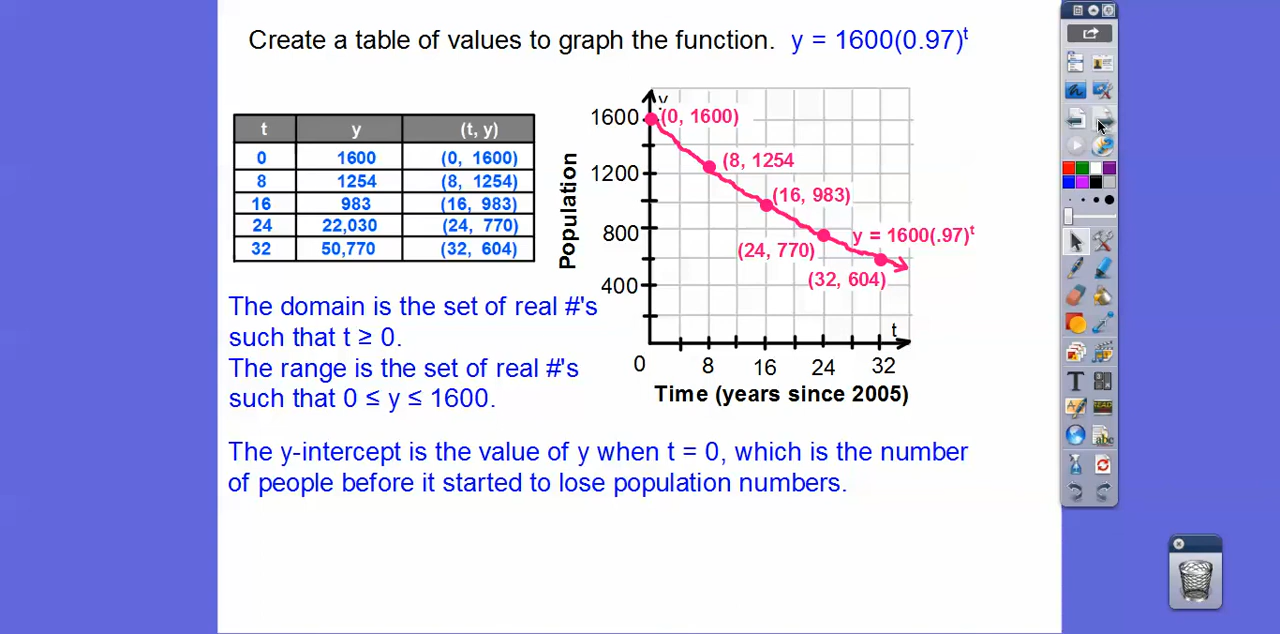 Create a table of values to graph the function. y = 1600(0.97)^t
t y (t, y)
0 1600 (0, 1600)
8 1254 (8, 1254)
16 983 (16, 983)
24 22,030 (24, 770)
32 50,770 (32, 604)
y
1600 (0, 1600)
(8, 1254
1200
(16, 983)
800
y = 1600(.97)^t
(24, 770)
(32, 604)
400
t
0 8 16 24 32
Population
Time (years since 2005)
The domain is the set of real #'s
such that t ≥ 0.
The range is the set of real #'s
such that 0 ≤ y ≤ 1600.
The y-intercept is the value of y when t = 0, which is the number
of people before it started to lose population numbers.
T
abc